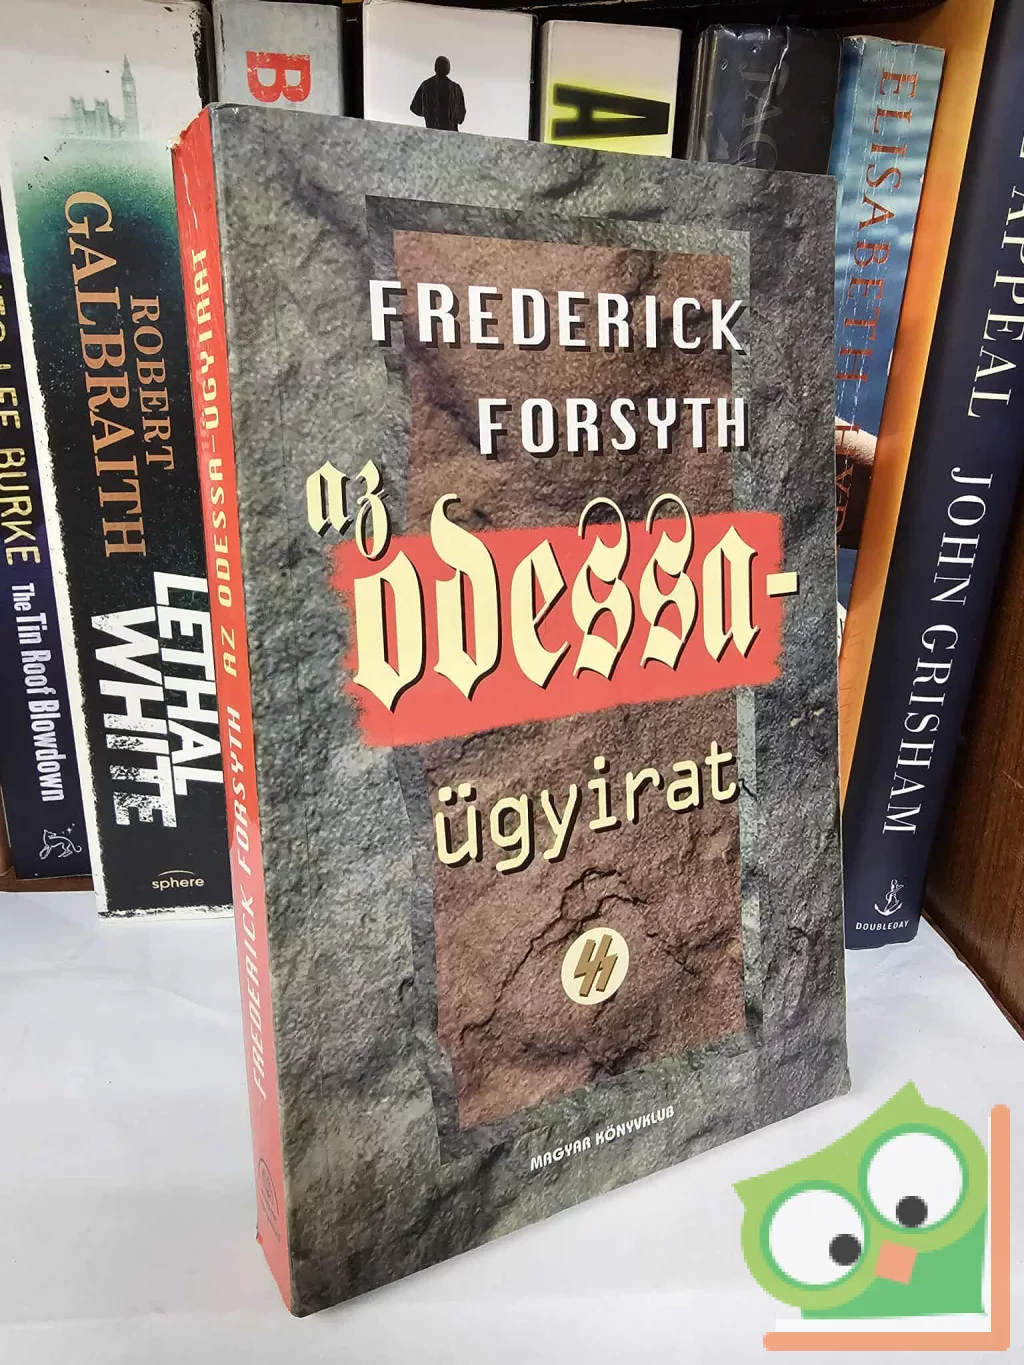 FREDERICK
FORSYTH
az
odessa-
ügyirat
MAGYAR KÖNYVKLUB
FREDERICK FORSYTH AZ ODESSA-ÜGYIRAT
LEE BURKE The Tin Roof Blowdown
ROBERT
GALBRAITH
LETHAL
WHITE
sphere
B
A
ELISABETH
APPEAL JOHN GRISHAM
DOUBLEDAY